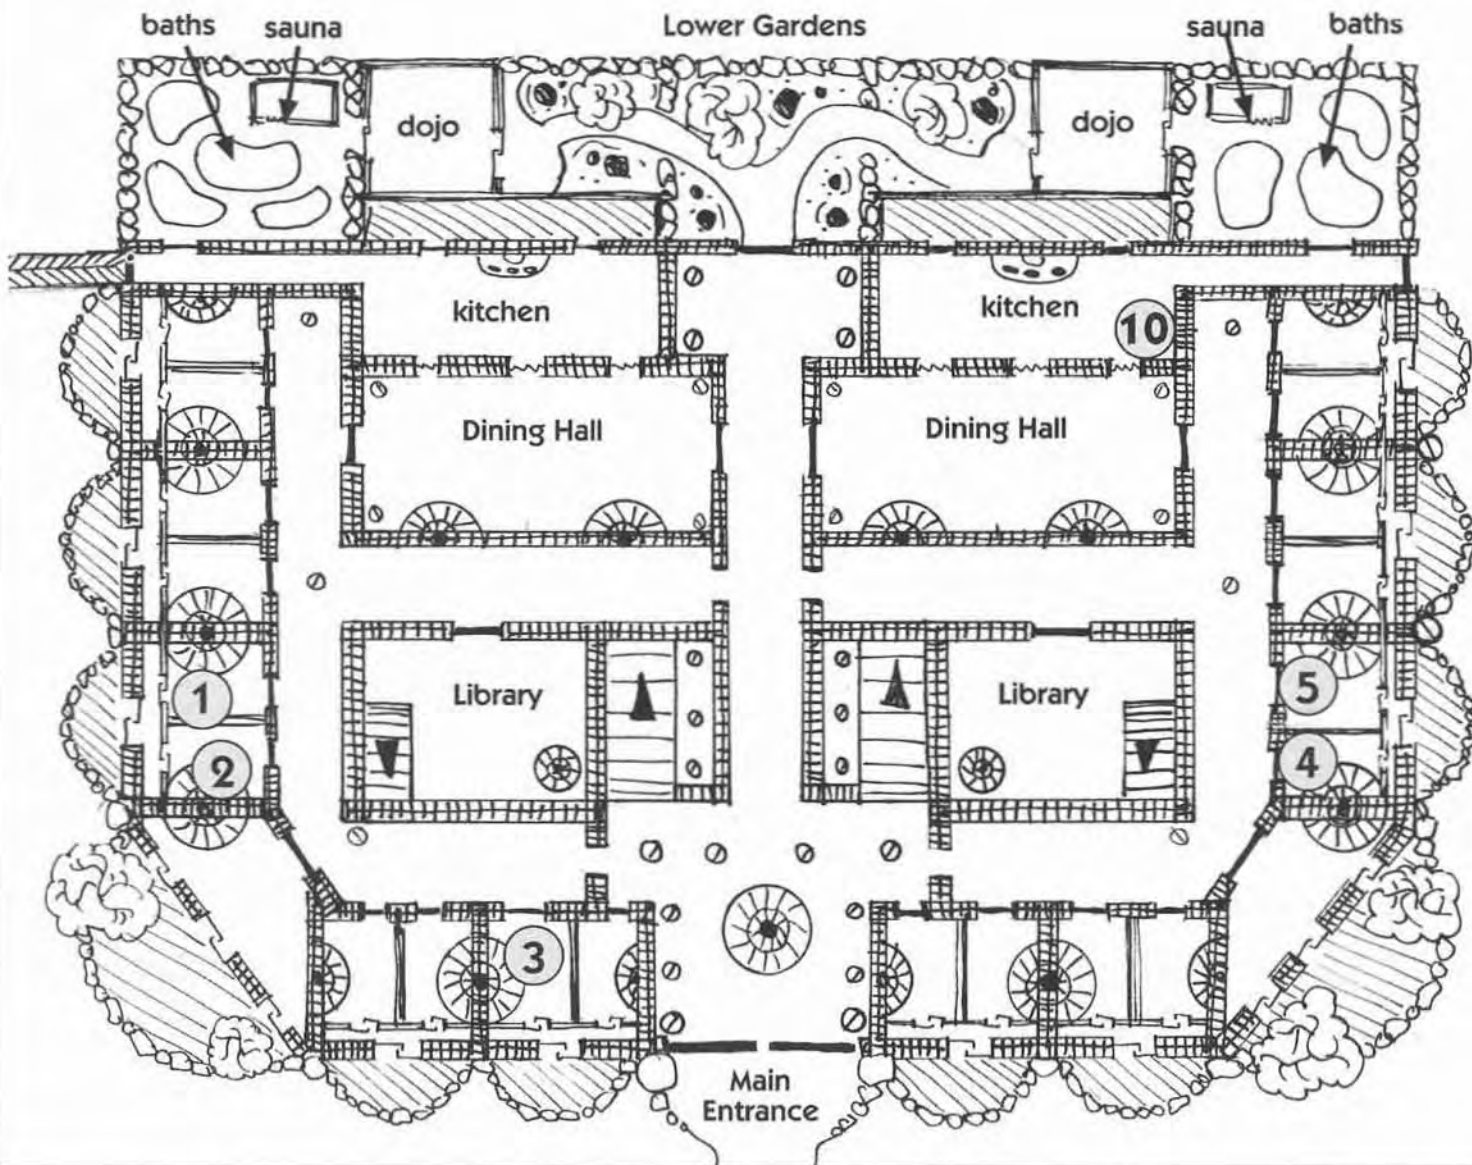 baths
sauna
Lower Gardens
sauna
baths
dojo
dojo
kitchen
kitchen
10
Dining Hall
Dining Hall
1
Library
Library
5
2
4
3
Main
Entrance